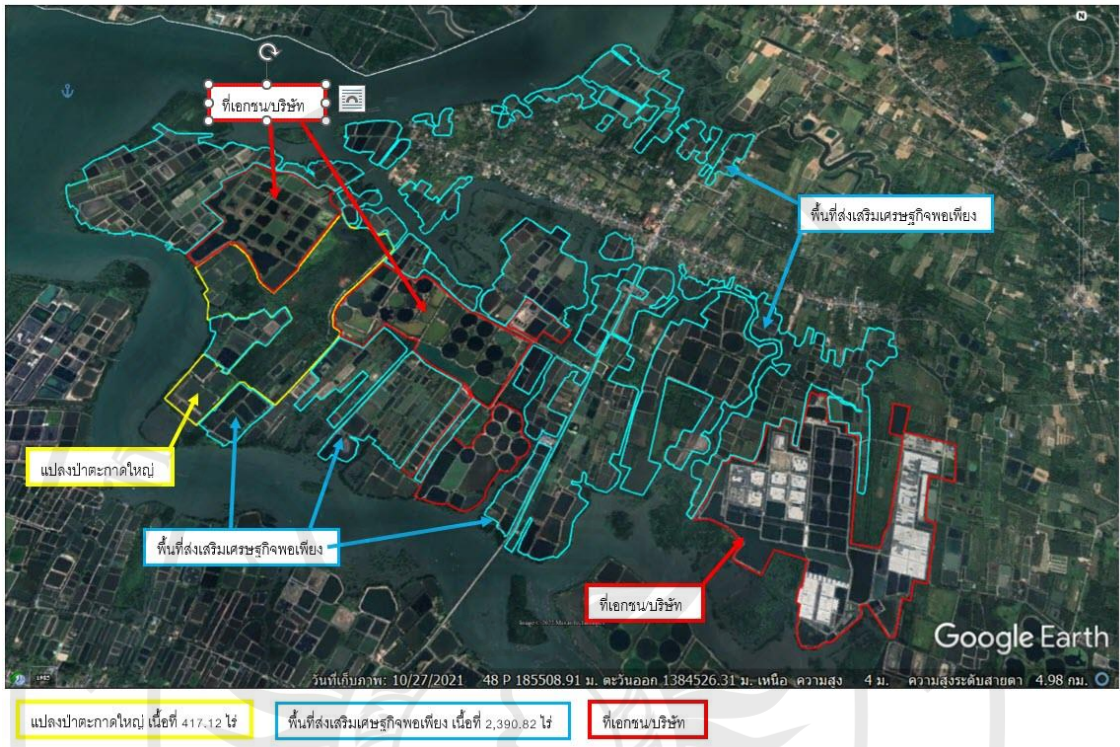 N
ที่เอกชน/บริษัท
พื้นที่ส่งเสริมเศรษฐกิจพอเพียง
แปลงป่าตะกาดใหญ่
พื้นที่ส่งเสริมเศรษฐกิจพอเพียง
ที่เอกชน/บริษัท
Google Earth
1985
วันที่เก็บภาพ: 10/27/2021 48 P 185508.91 ม. ตะวันออก 1384526.31 ม. เหนือ ความสูง 4 ม. ความสูงระดับสายตา 4.98 กม.
แปลงป่าตะกาดใหญ่ เนื้อที่ 417.12 ไร่
พื้นที่ส่งเสริมเศษฐกิจพอเพียง เนื้อที่ 2,390.82 ไร่
ที่เอกชน/บริษัท